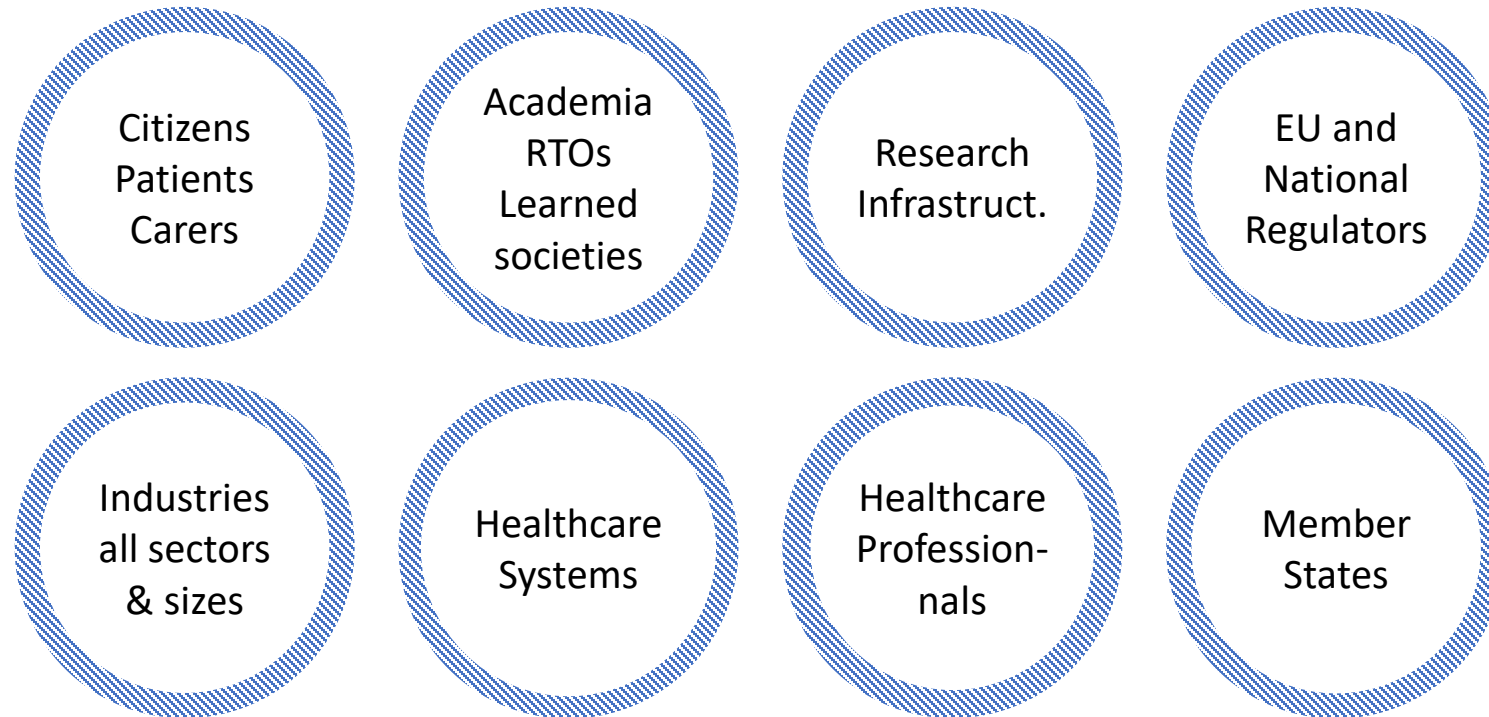 Citizens
Patients
Carers
Academia
RTOs
Learned
societies
Research
Infrastruct.
EU and
National
Regulators
Industries
all sectors
& sizes
Healthcare
Systems
Healthcare
Profession-
nals
Member
States